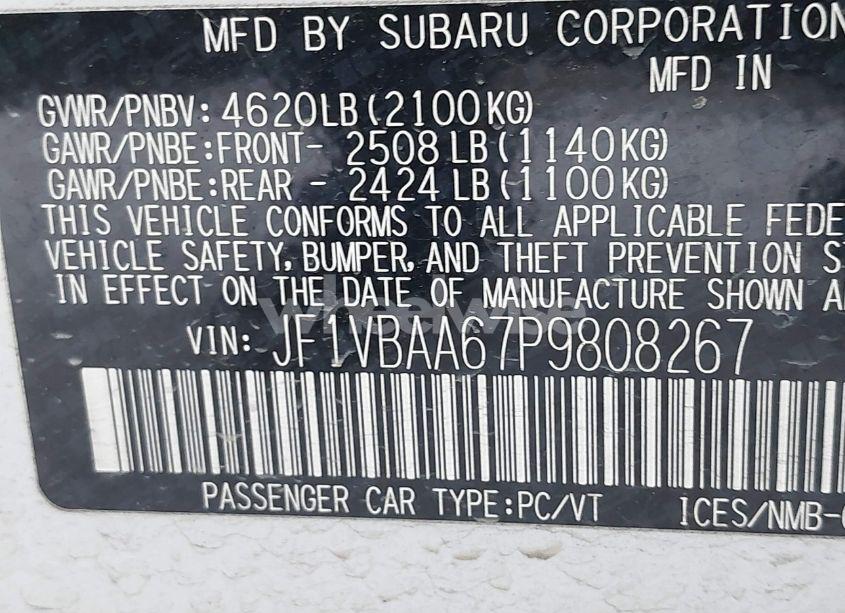 MFD BY SUBARU CORPORATION
MFD IN
GVWR/PNBV: 4620LB(2100KG)
GAWR/PNBE:FRONT- 2508LB(1140KG)
GAWR/PNBE:REAR - 2424LB(1100KG)
THIS VEHICLE CONFORMS TO ALL APPLICABLE FEDE
VEHICLE SAFETY, BUMPER, AND THEFT PREVENTION S
IN EFFECT ON THE DATE OF MANUFACTURE SHOWN A
wheelwise
VIN: JF1VBAA67P9808267
PASSENGER CAR TYPE:PC/VT ICES/NMB-